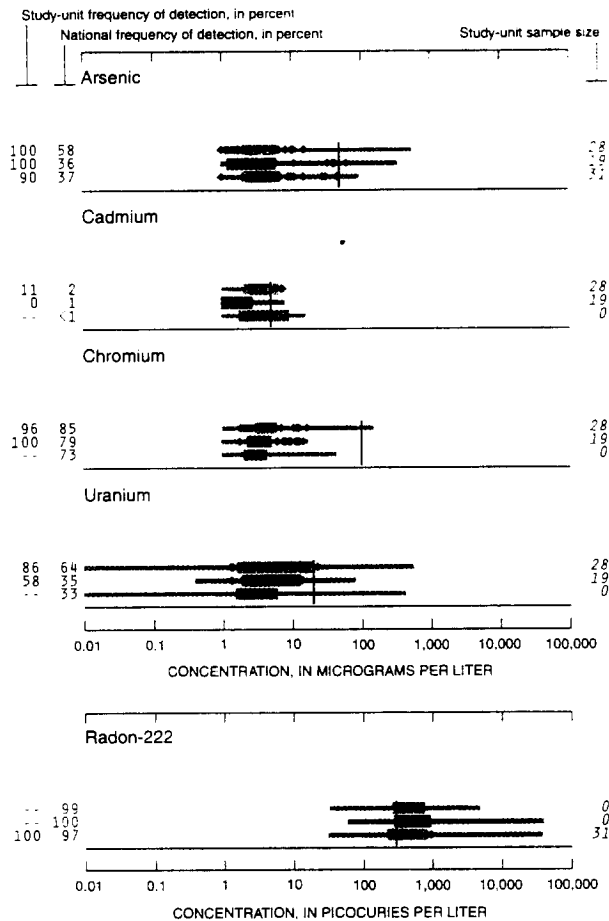 Study-unit frequency of detection, in percent
National frequency of detection, in percent
Study-unit sample size
Arsenic
100 58 28
100 36 19
90 37 31
Cadmium
11 2 28
0 1 19
-- <1 0
Chromium
96 85 28
100 79 19
-- 73 0
Uranium
86 64 28
58 35 19
-- 33 0
0.01 0.1 1 10 100 1,000 10,000 100,000
CONCENTRATION, IN MICROGRAMS PER LITER
Radon-222
-- 99 0
-- 100 0
100 97 31
0.01 0.1 1 10 100 1,000 10,000 100,000
CONCENTRATION, IN PICOCURIES PER LITER